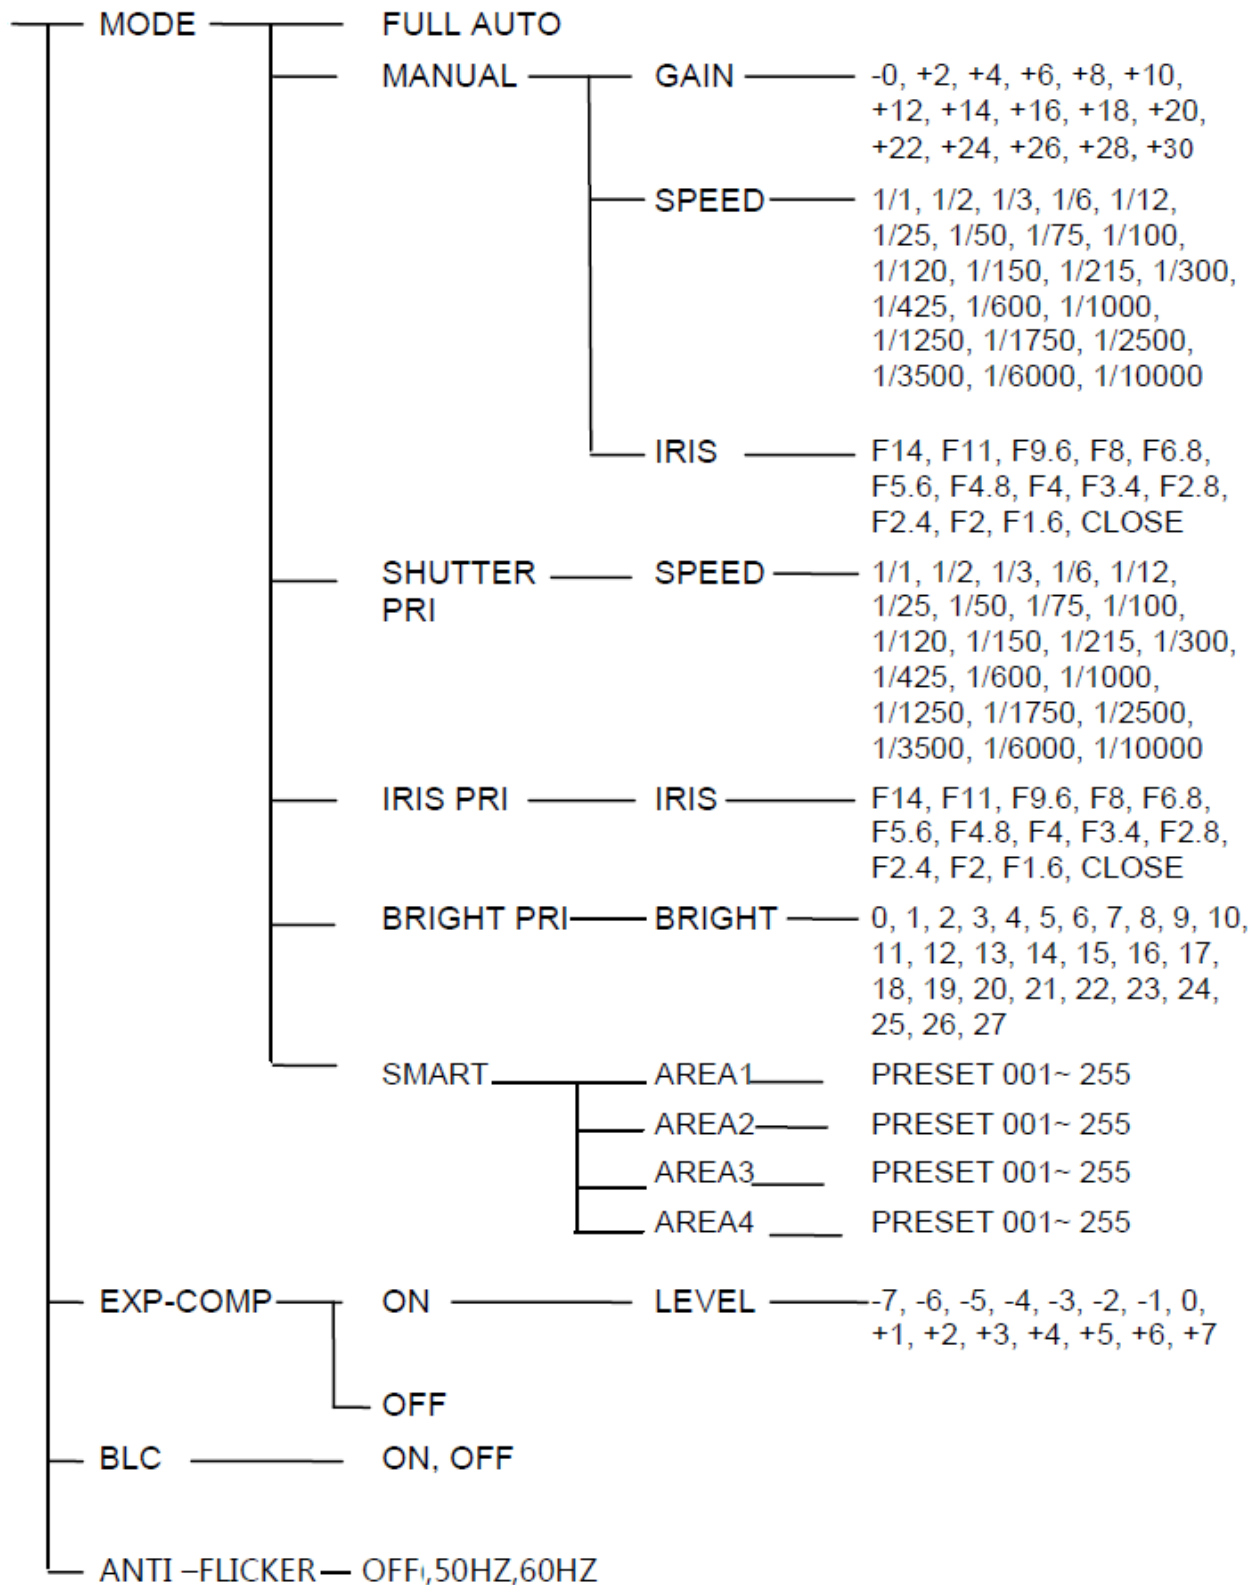 MODE FULL AUTO
MANUAL GAIN -0, +2, +4, +6, +8, +10,
+12, +14, +16, +18, +20,
+22, +24, +26, +28, +30
SPEED 1/1, 1/2, 1/3, 1/6, 1/12,
1/25, 1/50, 1/75, 1/100,
1/120, 1/150, 1/215, 1/300,
1/425, 1/600, 1/1000,
1/1250, 1/1750, 1/2500,
1/3500, 1/6000, 1/10000
IRIS F14, F11, F9.6, F8, F6.8,
F5.6, F4.8, F4, F3.4, F2.8,
F2.4, F2, F1.6, CLOSE
SHUTTER SPEED 1/1, 1/2, 1/3, 1/6, 1/12,
PRI 1/25, 1/50, 1/75, 1/100,
1/120, 1/150, 1/215, 1/300,
1/425, 1/600, 1/1000,
1/1250, 1/1750, 1/2500,
1/3500, 1/6000, 1/10000
IRIS PRI IRIS F14, F11, F9.6, F8, F6.8,
F5.6, F4.8, F4, F3.4, F2.8,
F2.4, F2, F1.6, CLOSE
BRIGHT PRI BRIGHT 0, 1, 2, 3, 4, 5, 6, 7, 8, 9, 10,
11, 12, 13, 14, 15, 16, 17,
18, 19, 20, 21, 22, 23, 24,
25, 26, 27
SMART AREA1 PRESET 001~ 255
AREA2 PRESET 001~ 255
AREA3 PRESET 001~ 255
AREA4 PRESET 001~ 255
EXP-COMP ON LEVEL -7, -6, -5, -4, -3, -2, -1, 0,
+1, +2, +3, +4, +5, +6, +7
OFF
BLC ON, OFF
ANTI –FLICKER OFF(,50HZ,60HZ